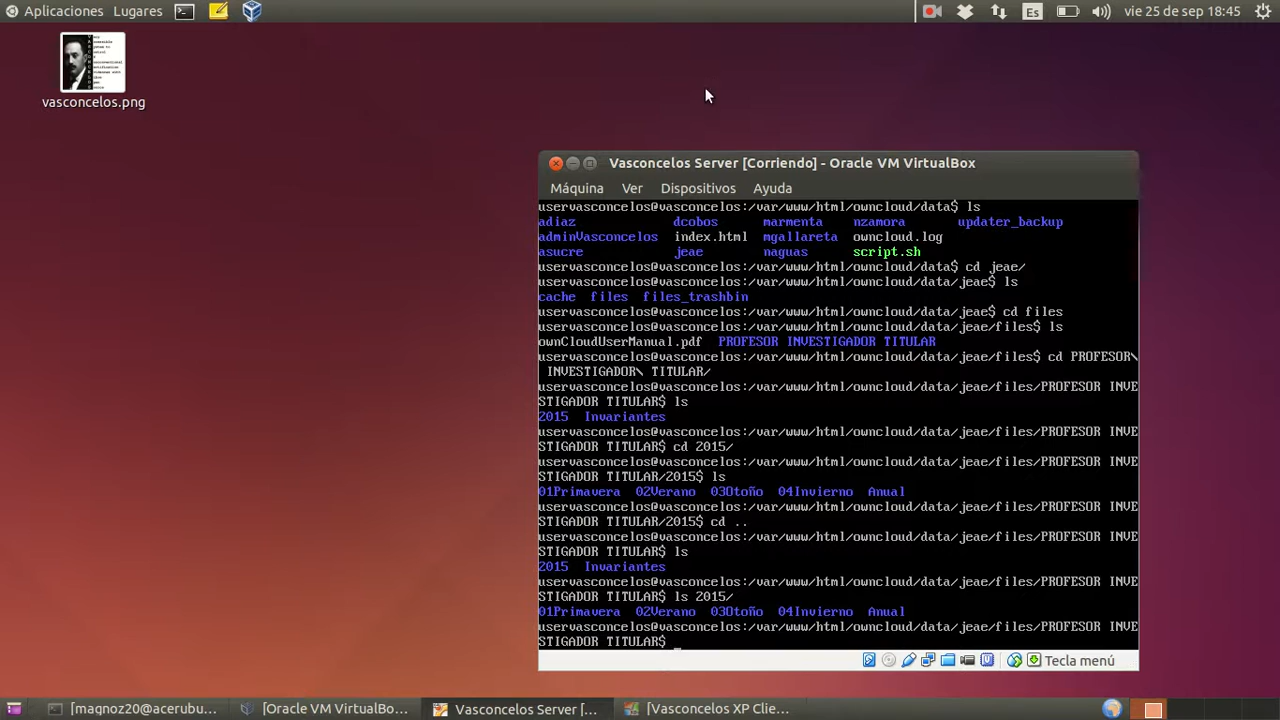 Aplicaciones Lugares
Es
vie 25 de sep 18:45
vasconcelos.png
Vasconcelos Server [Corriendo] - Oracle VM VirtualBox
Máquina Ver Dispositivos Ayuda
uservasconcelos@vasconcelos:/var/www/html/owncloud/data$ ls
adiaz dcobos marmenta nzamora updater_backup
adminVasconcelos index.html mgallareta owncloud.log
asucre jeae naguas script.sh
uservasconcelos@vasconcelos:/var/www/html/owncloud/data$ cd jeae/
uservasconcelos@vasconcelos:/var/www/html/owncloud/data/jeae$ ls
cache files files_trashbin
uservasconcelos@vasconcelos:/var/www/html/owncloud/data/jeae$ cd files
uservasconcelos@vasconcelos:/var/www/html/owncloud/data/jeae/files$ ls
ownCloudUserManual.pdf PROFESOR INVESTIGADOR TITULAR
uservasconcelos@vasconcelos:/var/www/html/owncloud/data/jeae/files$ cd PROFESOR\
INVESTIGADOR\ TITULAR/
uservasconcelos@vasconcelos:/var/www/html/owncloud/data/jeae/files/PROFESOR INVE
STIGADOR TITULAR$ ls
2015 Invariantes
uservasconcelos@vasconcelos:/var/www/html/owncloud/data/jeae/files/PROFESOR INVE
STIGADOR TITULAR$ cd 2015/
uservasconcelos@vasconcelos:/var/www/html/owncloud/data/jeae/files/PROFESOR INVE
STIGADOR TITULAR/2015$ ls
01Primavera 02Verano 03Otoño 04Invierno Anual
uservasconcelos@vasconcelos:/var/www/html/owncloud/data/jeae/files/PROFESOR INVE
STIGADOR TITULAR/2015$ cd ..
uservasconcelos@vasconcelos:/var/www/html/owncloud/data/jeae/files/PROFESOR INVE
STIGADOR TITULAR$ ls
2015 Invariantes
uservasconcelos@vasconcelos:/var/www/html/owncloud/data/jeae/files/PROFESOR INVE
STIGADOR TITULAR$ ls 2015/
01Primavera 02Verano 03Otoño 04Invierno Anual
uservasconcelos@vasconcelos:/var/www/html/owncloud/data/jeae/files/PROFESOR INVE
STIGADOR TITULAR$
Tecla menú
[magnoz20@acerubu... [Oracle VM VirtualBo... Vasconcelos Server [... [Vasconcelos XP Clie...